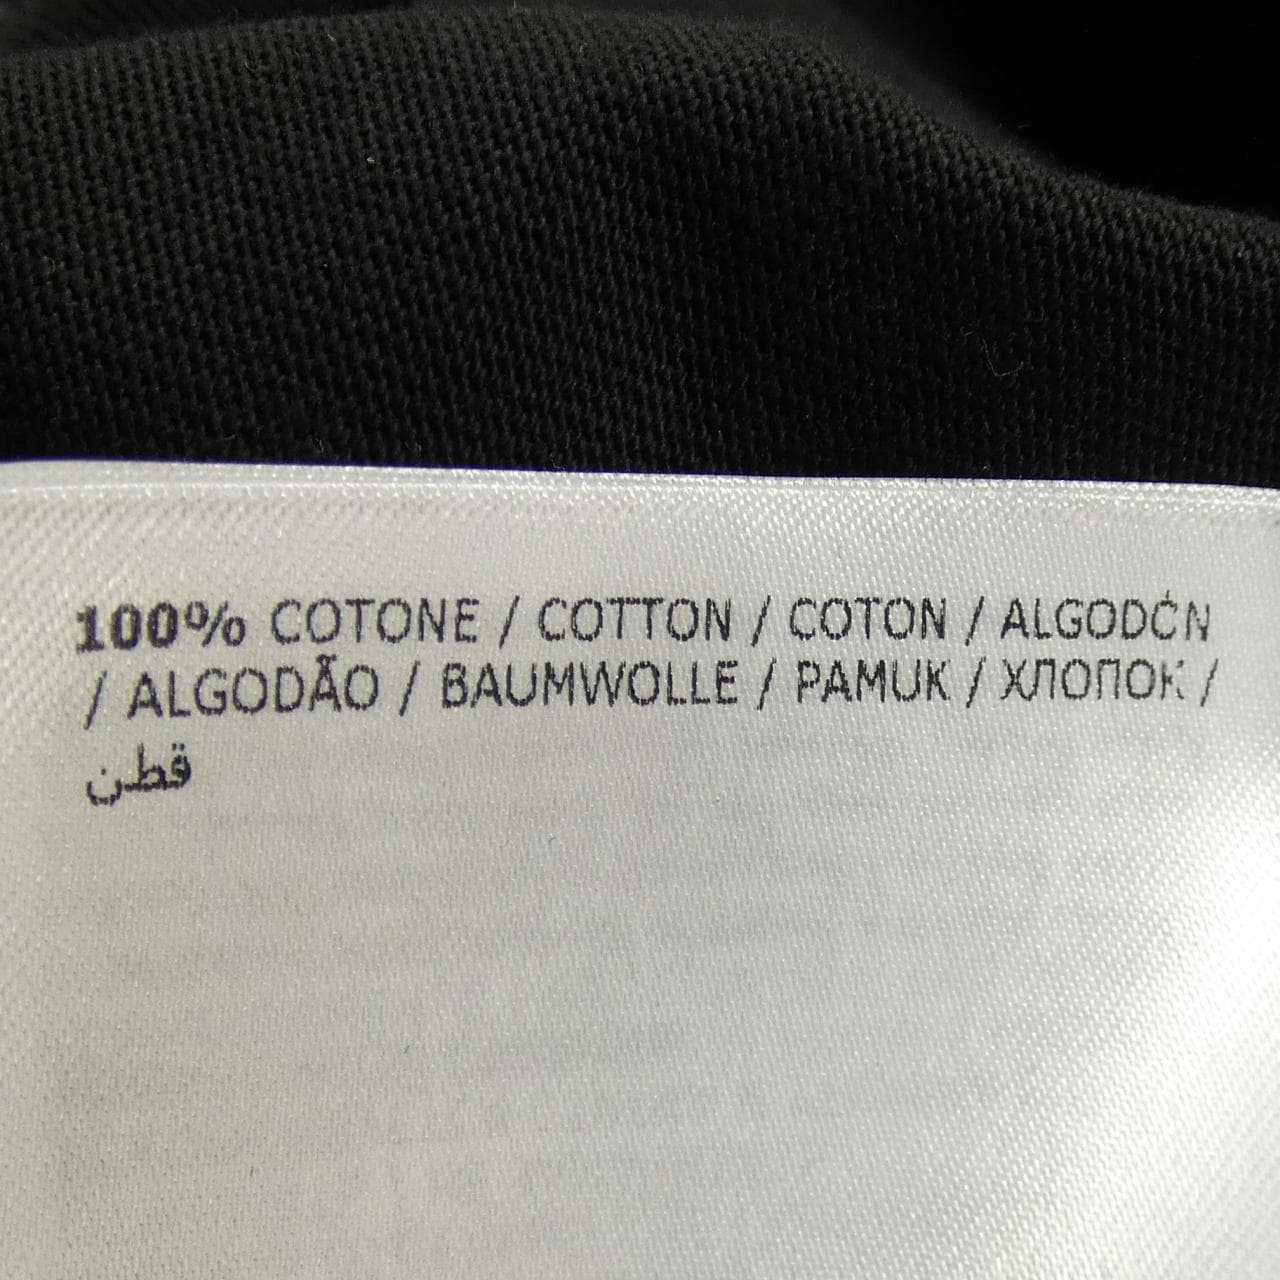 100% COTONE / COTTON / COTON / ALGODÓN
/ ALGODÃO / BAUMWOLLE / PAMUK / ХЛОПОК /
قطن